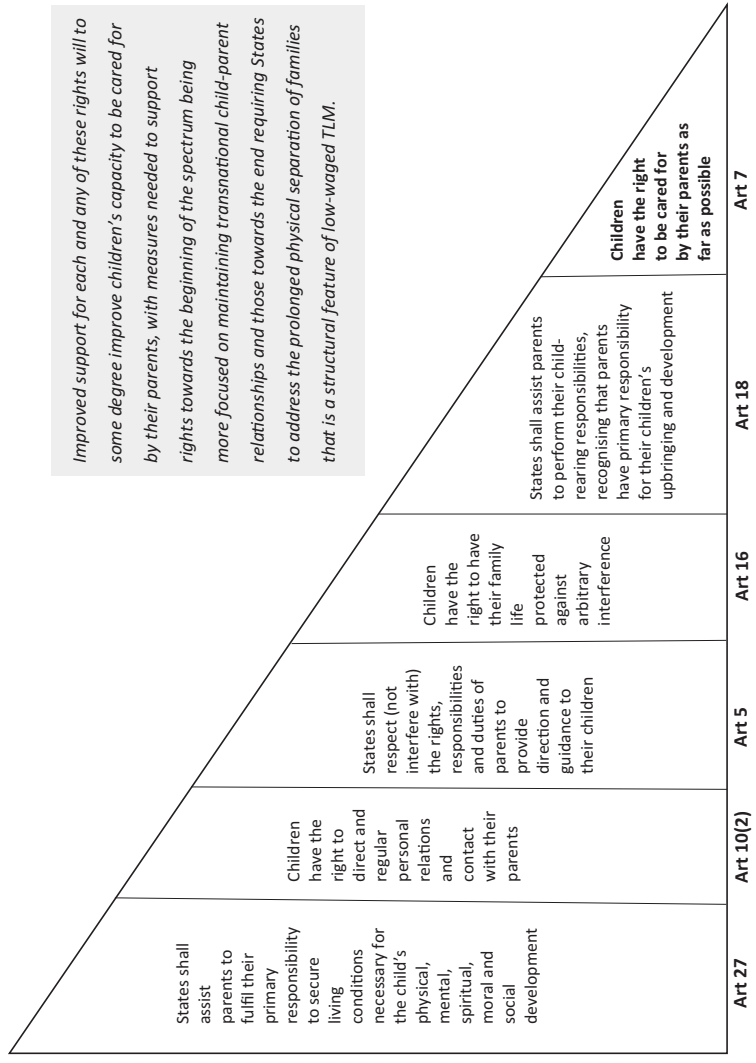 Improved support for each and any of these rights will to
some degree improve children's capacity to be cared for
by their parents, with measures needed to support
rights towards the beginning of the spectrum being
more focused on maintaining transnational child-parent
relationships and those towards the end requiring States
to address the prolonged physical separation of families
that is a structural feature of low-waged TLM.
States shall
assist
parents to
fulfil their
primary
responsibility
to secure
living
conditions
necessary for
the child's
physical,
mental,
spiritual,
moral and
social
development
Art 27
Children
have the
right to
direct and
regular
personal
relations
and
contact
with their
parents
Art 10(2)
States shall
respect (not
interfere with)
the rights,
responsibilities
and duties of
parents to
provide
direction and
guidance to
their children
Art 5
Children
have the
right to have
their family
life
protected
against
arbitrary
interference
Art 16
States shall assist parents
to perform their child-
rearing responsibilities,
recognising that parents
have primary responsibility
for their children's
upbringing and development
Art 18
Children
have the right
to be cared for
by their parents as
far as possible
Art 7